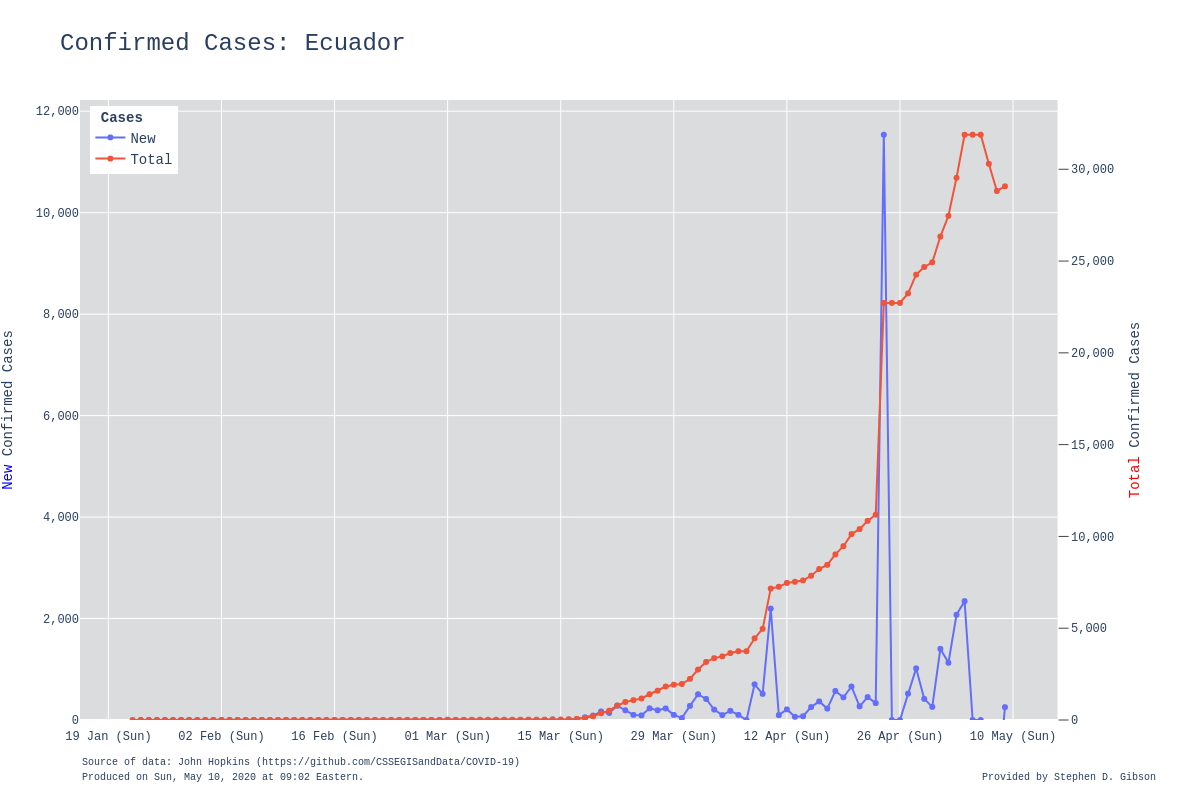 Confirmed Cases: Ecuador
Cases
New
Total
12,000
10,000
8,000
6,000
4,000
2,000
0
New Confirmed Cases
30,000
25,000
20,000
15,000
10,000
5,000
0
Total Confirmed Cases
19 Jan (Sun) 02 Feb (Sun) 16 Feb (Sun) 01 Mar (Sun) 15 Mar (Sun) 29 Mar (Sun) 12 Apr (Sun) 26 Apr (Sun) 10 May (Sun)
Source of data: John Hopkins (https://github.com/CSSEGISandData/COVID-19)
Produced on Sun, May 10, 2020 at 09:02 Eastern.
Provided by Stephen D. Gibson